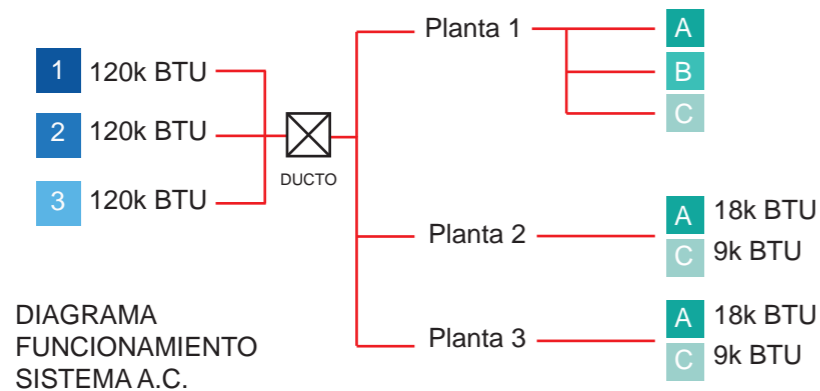 1 120k BTU
2 120k BTU
3 120k BTU
DUCTO
Planta 1
A
B
C
Planta 2
A 18k BTU
C 9k BTU
Planta 3
A 18k BTU
C 9k BTU
DIAGRAMA
FUNCIONAMIENTO
SISTEMA A.C.